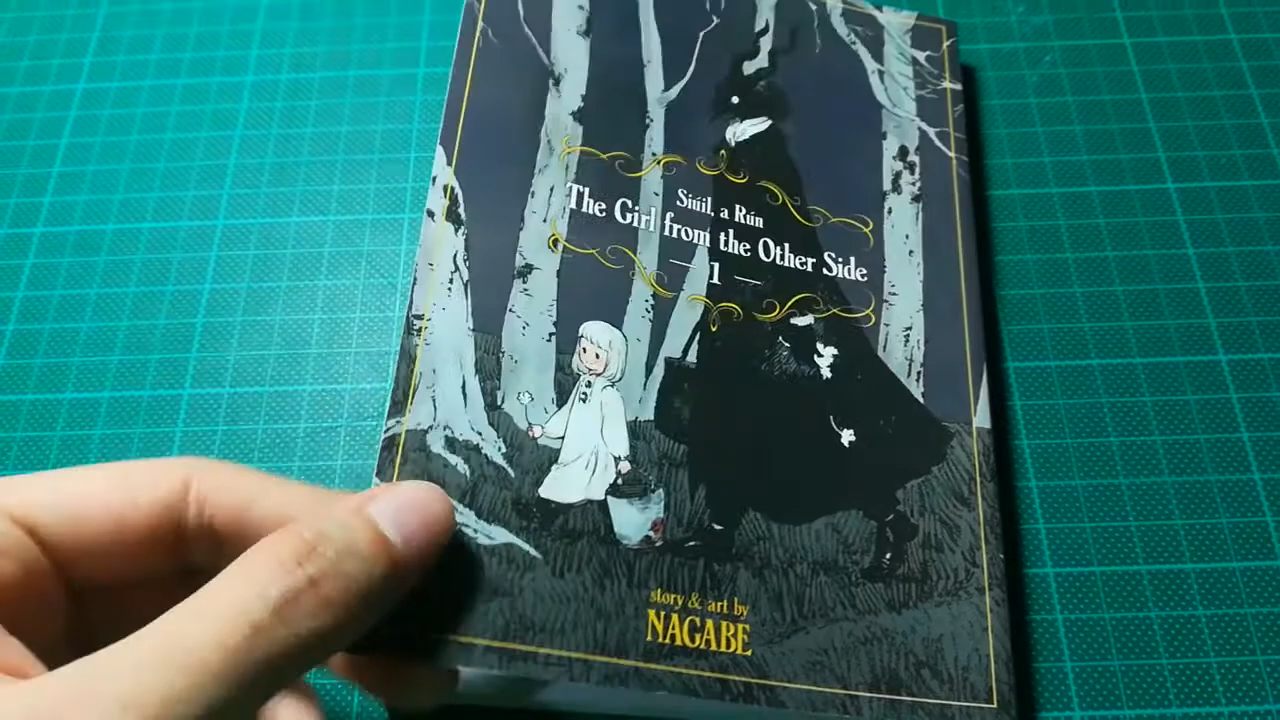 Siúil, a Rún
The Girl from the Other Side
— 1 —
story & art by
NAGABE